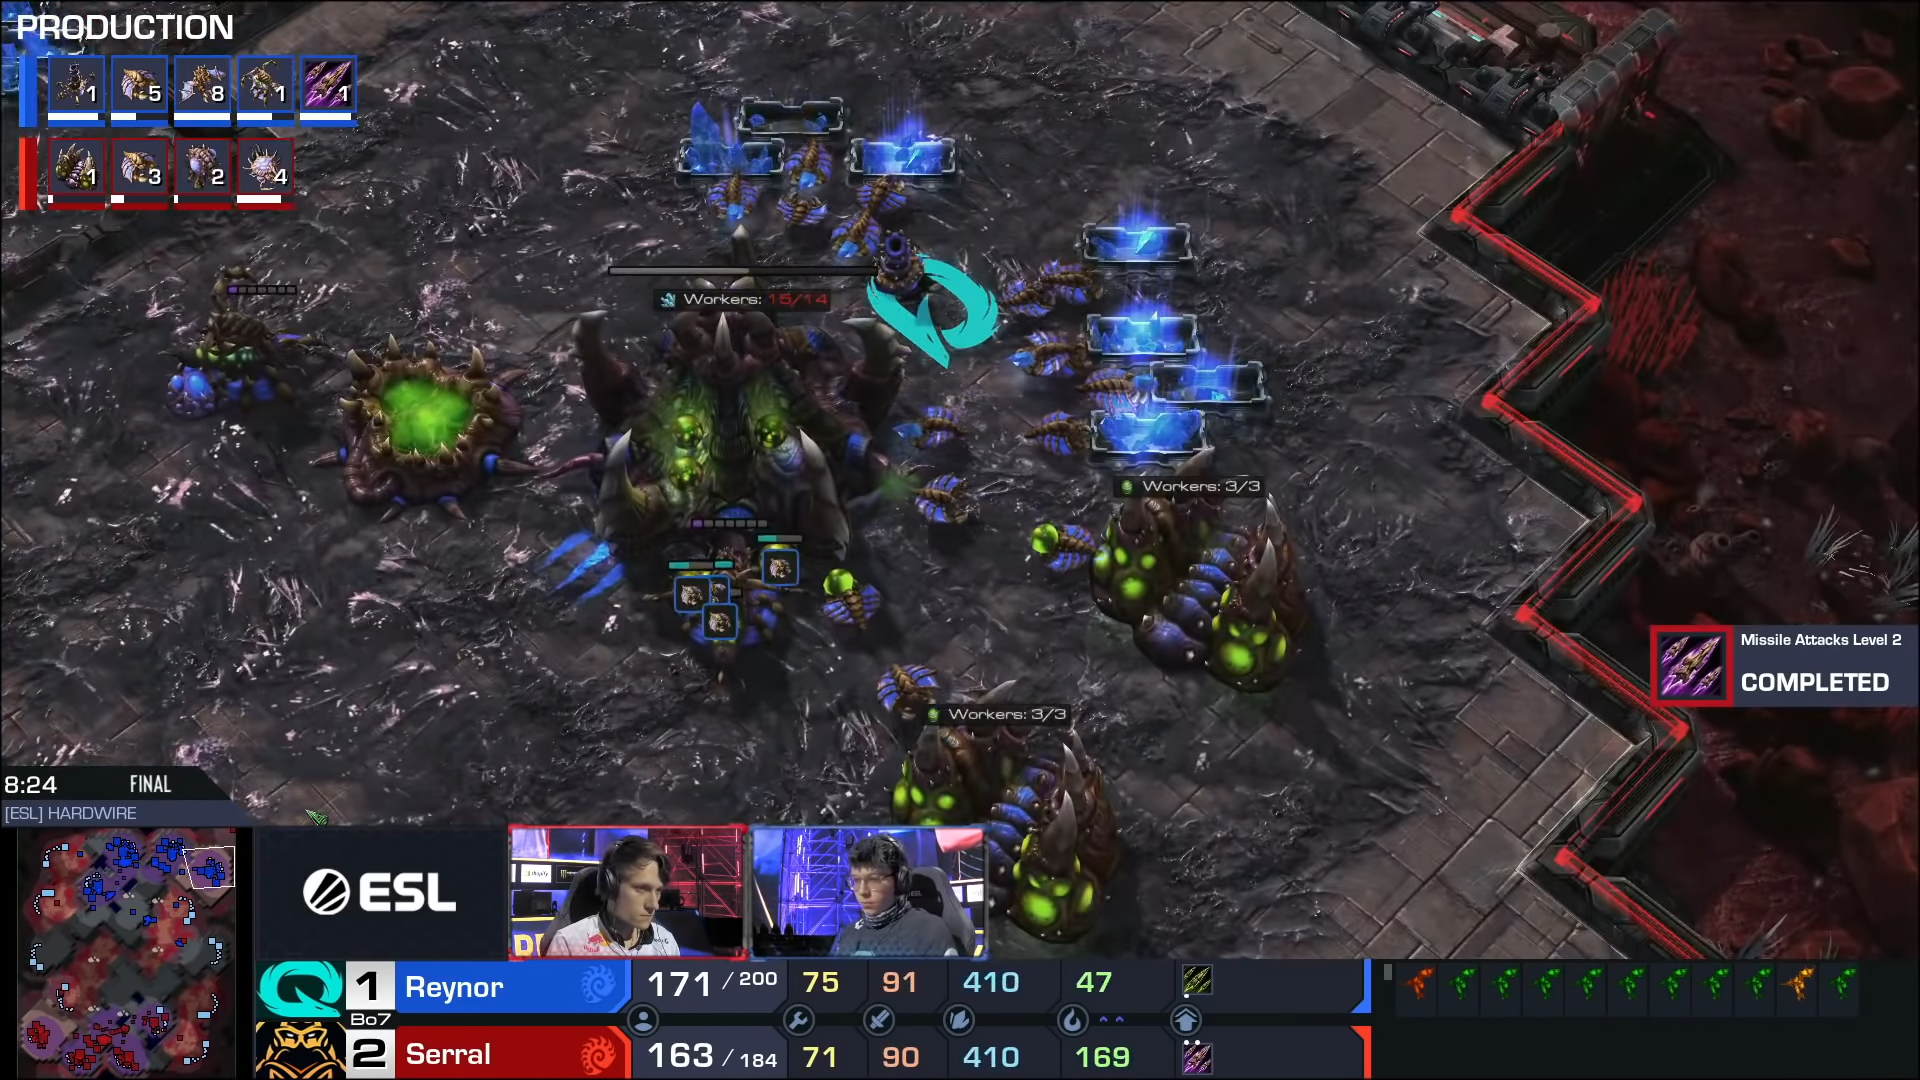 PRODUCTION
1 5 8 1 1
1 3 2 4
Workers: 15/14
Workers: 3/3
Missile Attacks Level 2
COMPLETED
Workers: 3/3
8:24 FINAL
[ESL] HARDWIRE
ESL
1 Reynor 171 / 200 75 91 410 47
Bo7
2 Serral 163 / 184 71 90 410 169